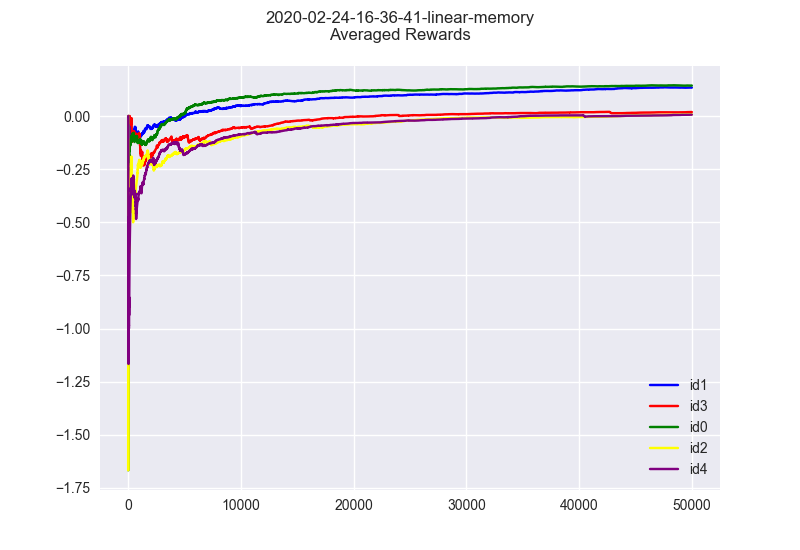 2020-02-24-16-36-41-linear-memory
Averaged Rewards
0.00
−0.25
−0.50
−0.75
−1.00
−1.25
−1.50
−1.75
0
10000
20000
30000
40000
50000
id1
id3
id0
id2
id4